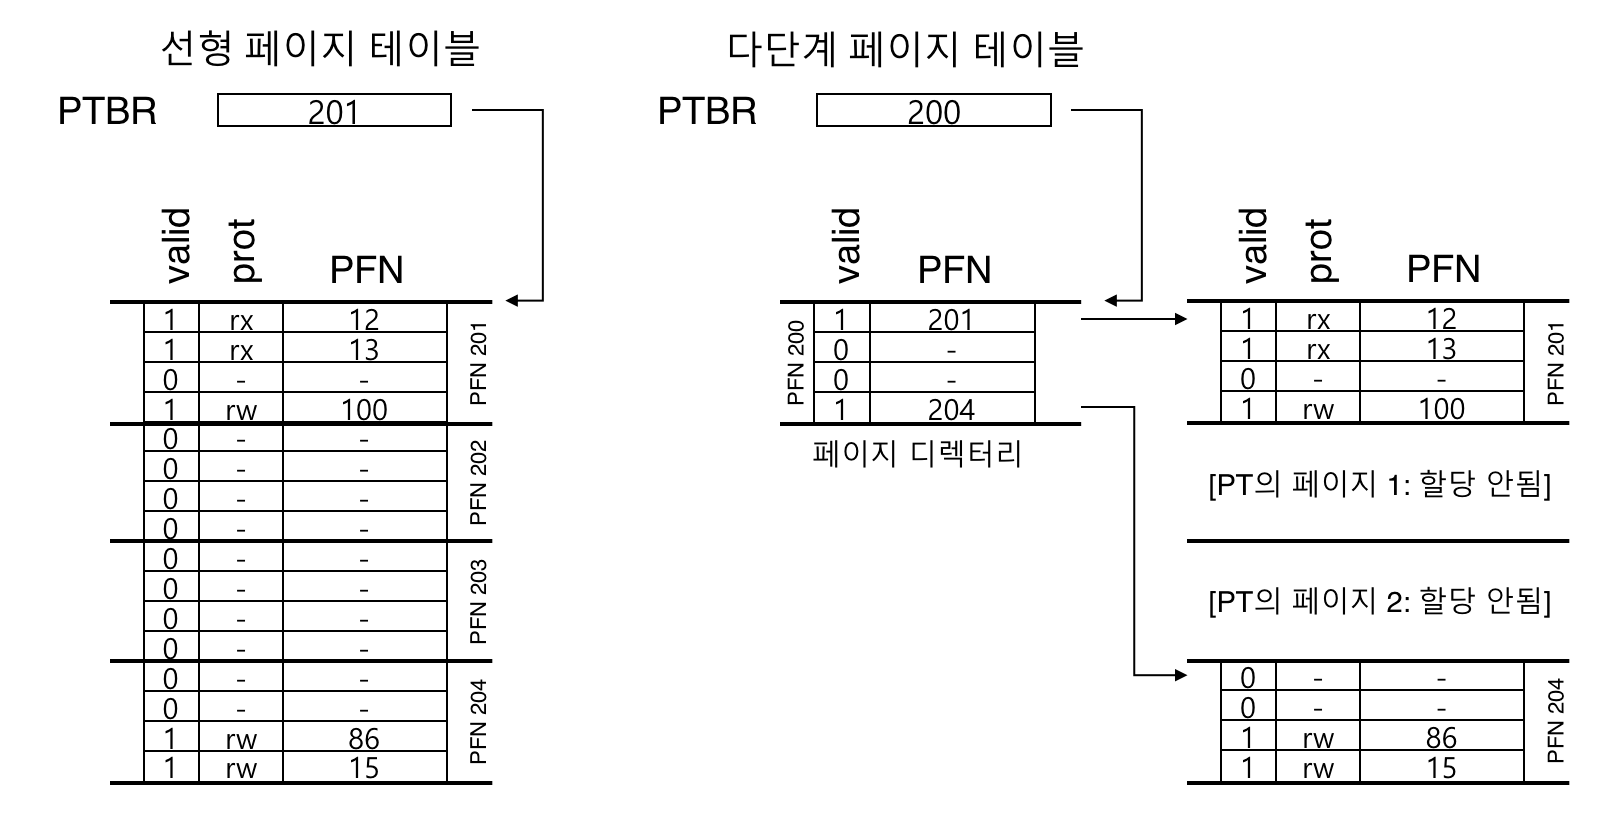 선형 페이지 테이블
PTBR 201
valid prot PFN
1 rx 12
1 rx 13
0 - -
1 rw 100
PFN 201
0 - -
0 - -
0 - -
0 - -
PFN 202
0 - -
0 - -
0 - -
0 - -
PFN 203
0 - -
0 - -
1 rw 86
1 rw 15
PFN 204
다단계 페이지 테이블
PTBR 200
valid PFN
PFN 200
1 201
0 -
0 -
1 204
페이지 디렉터리
valid prot PFN
1 rx 12
1 rx 13
0 - -
1 rw 100
PFN 201
[PT의 페이지 1: 할당 안됨]
[PT의 페이지 2: 할당 안됨]
0 - -
0 - -
1 rw 86
1 rw 15
PFN 204